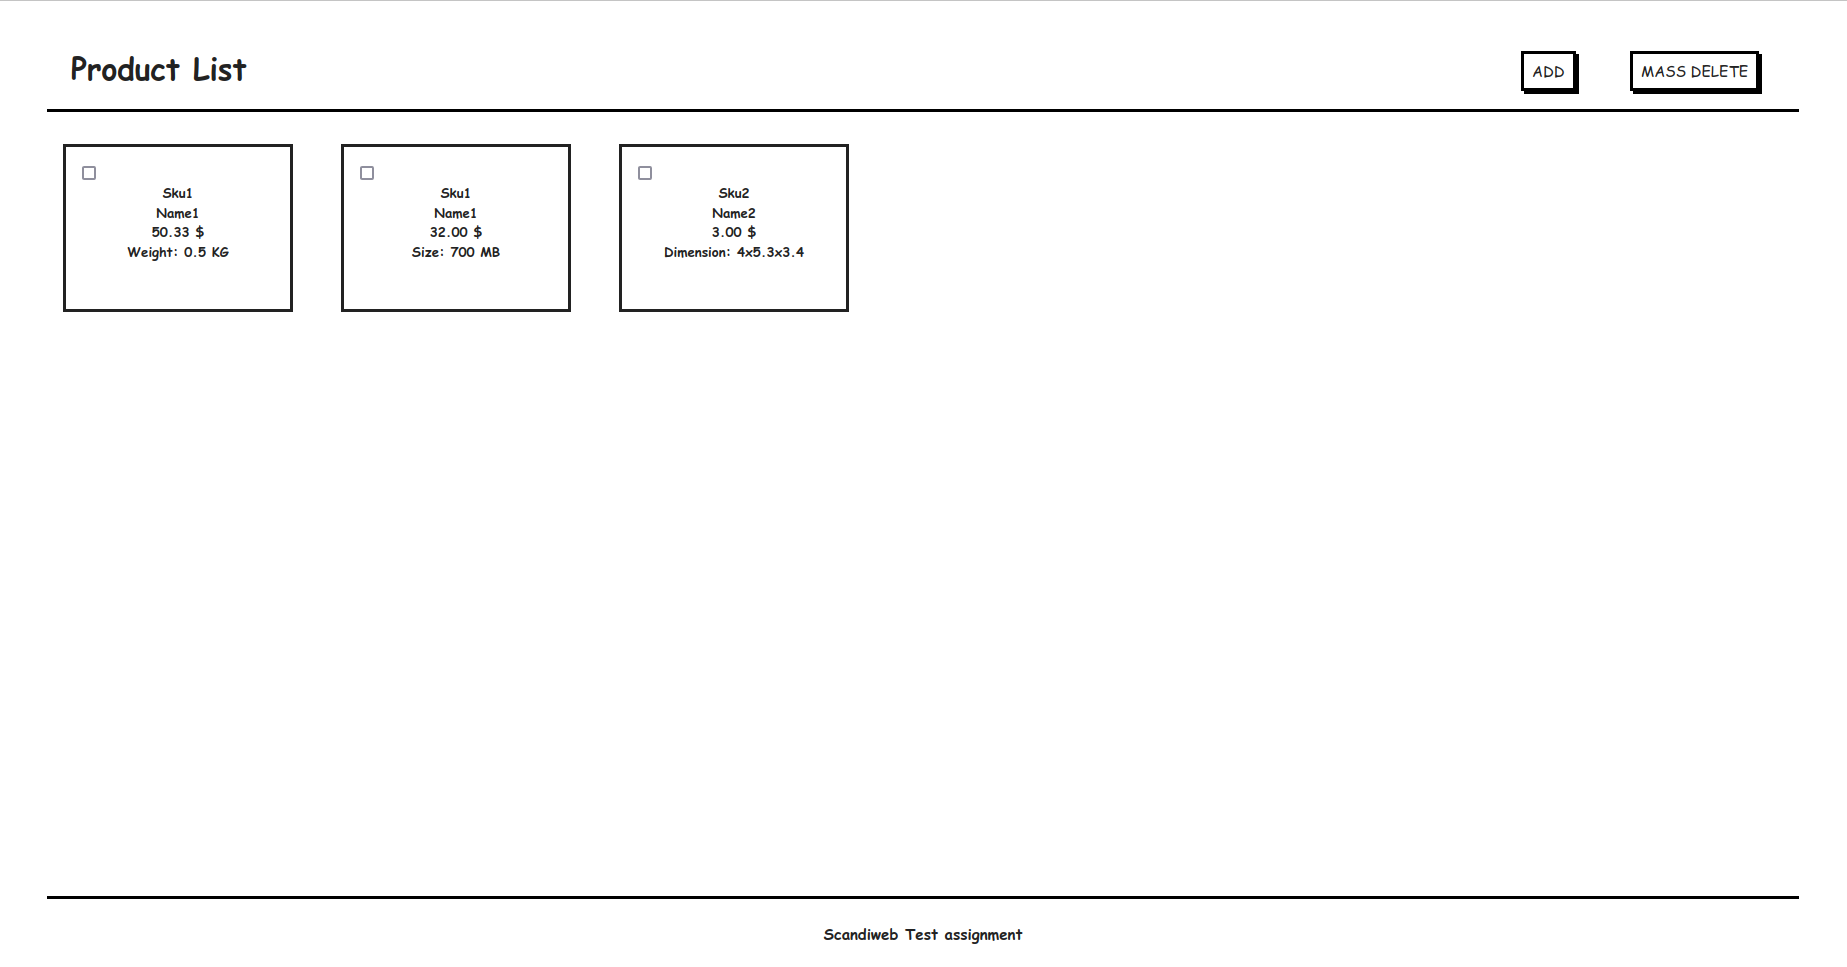 Product List
ADD
MASS DELETE
Sku1
Name1
50.33 $
Weight: 0.5 KG
Sku1
Name1
32.00 $
Size: 700 MB
Sku2
Name2
3.00 $
Dimension: 4x5.3x3.4
Scandiweb Test assignment